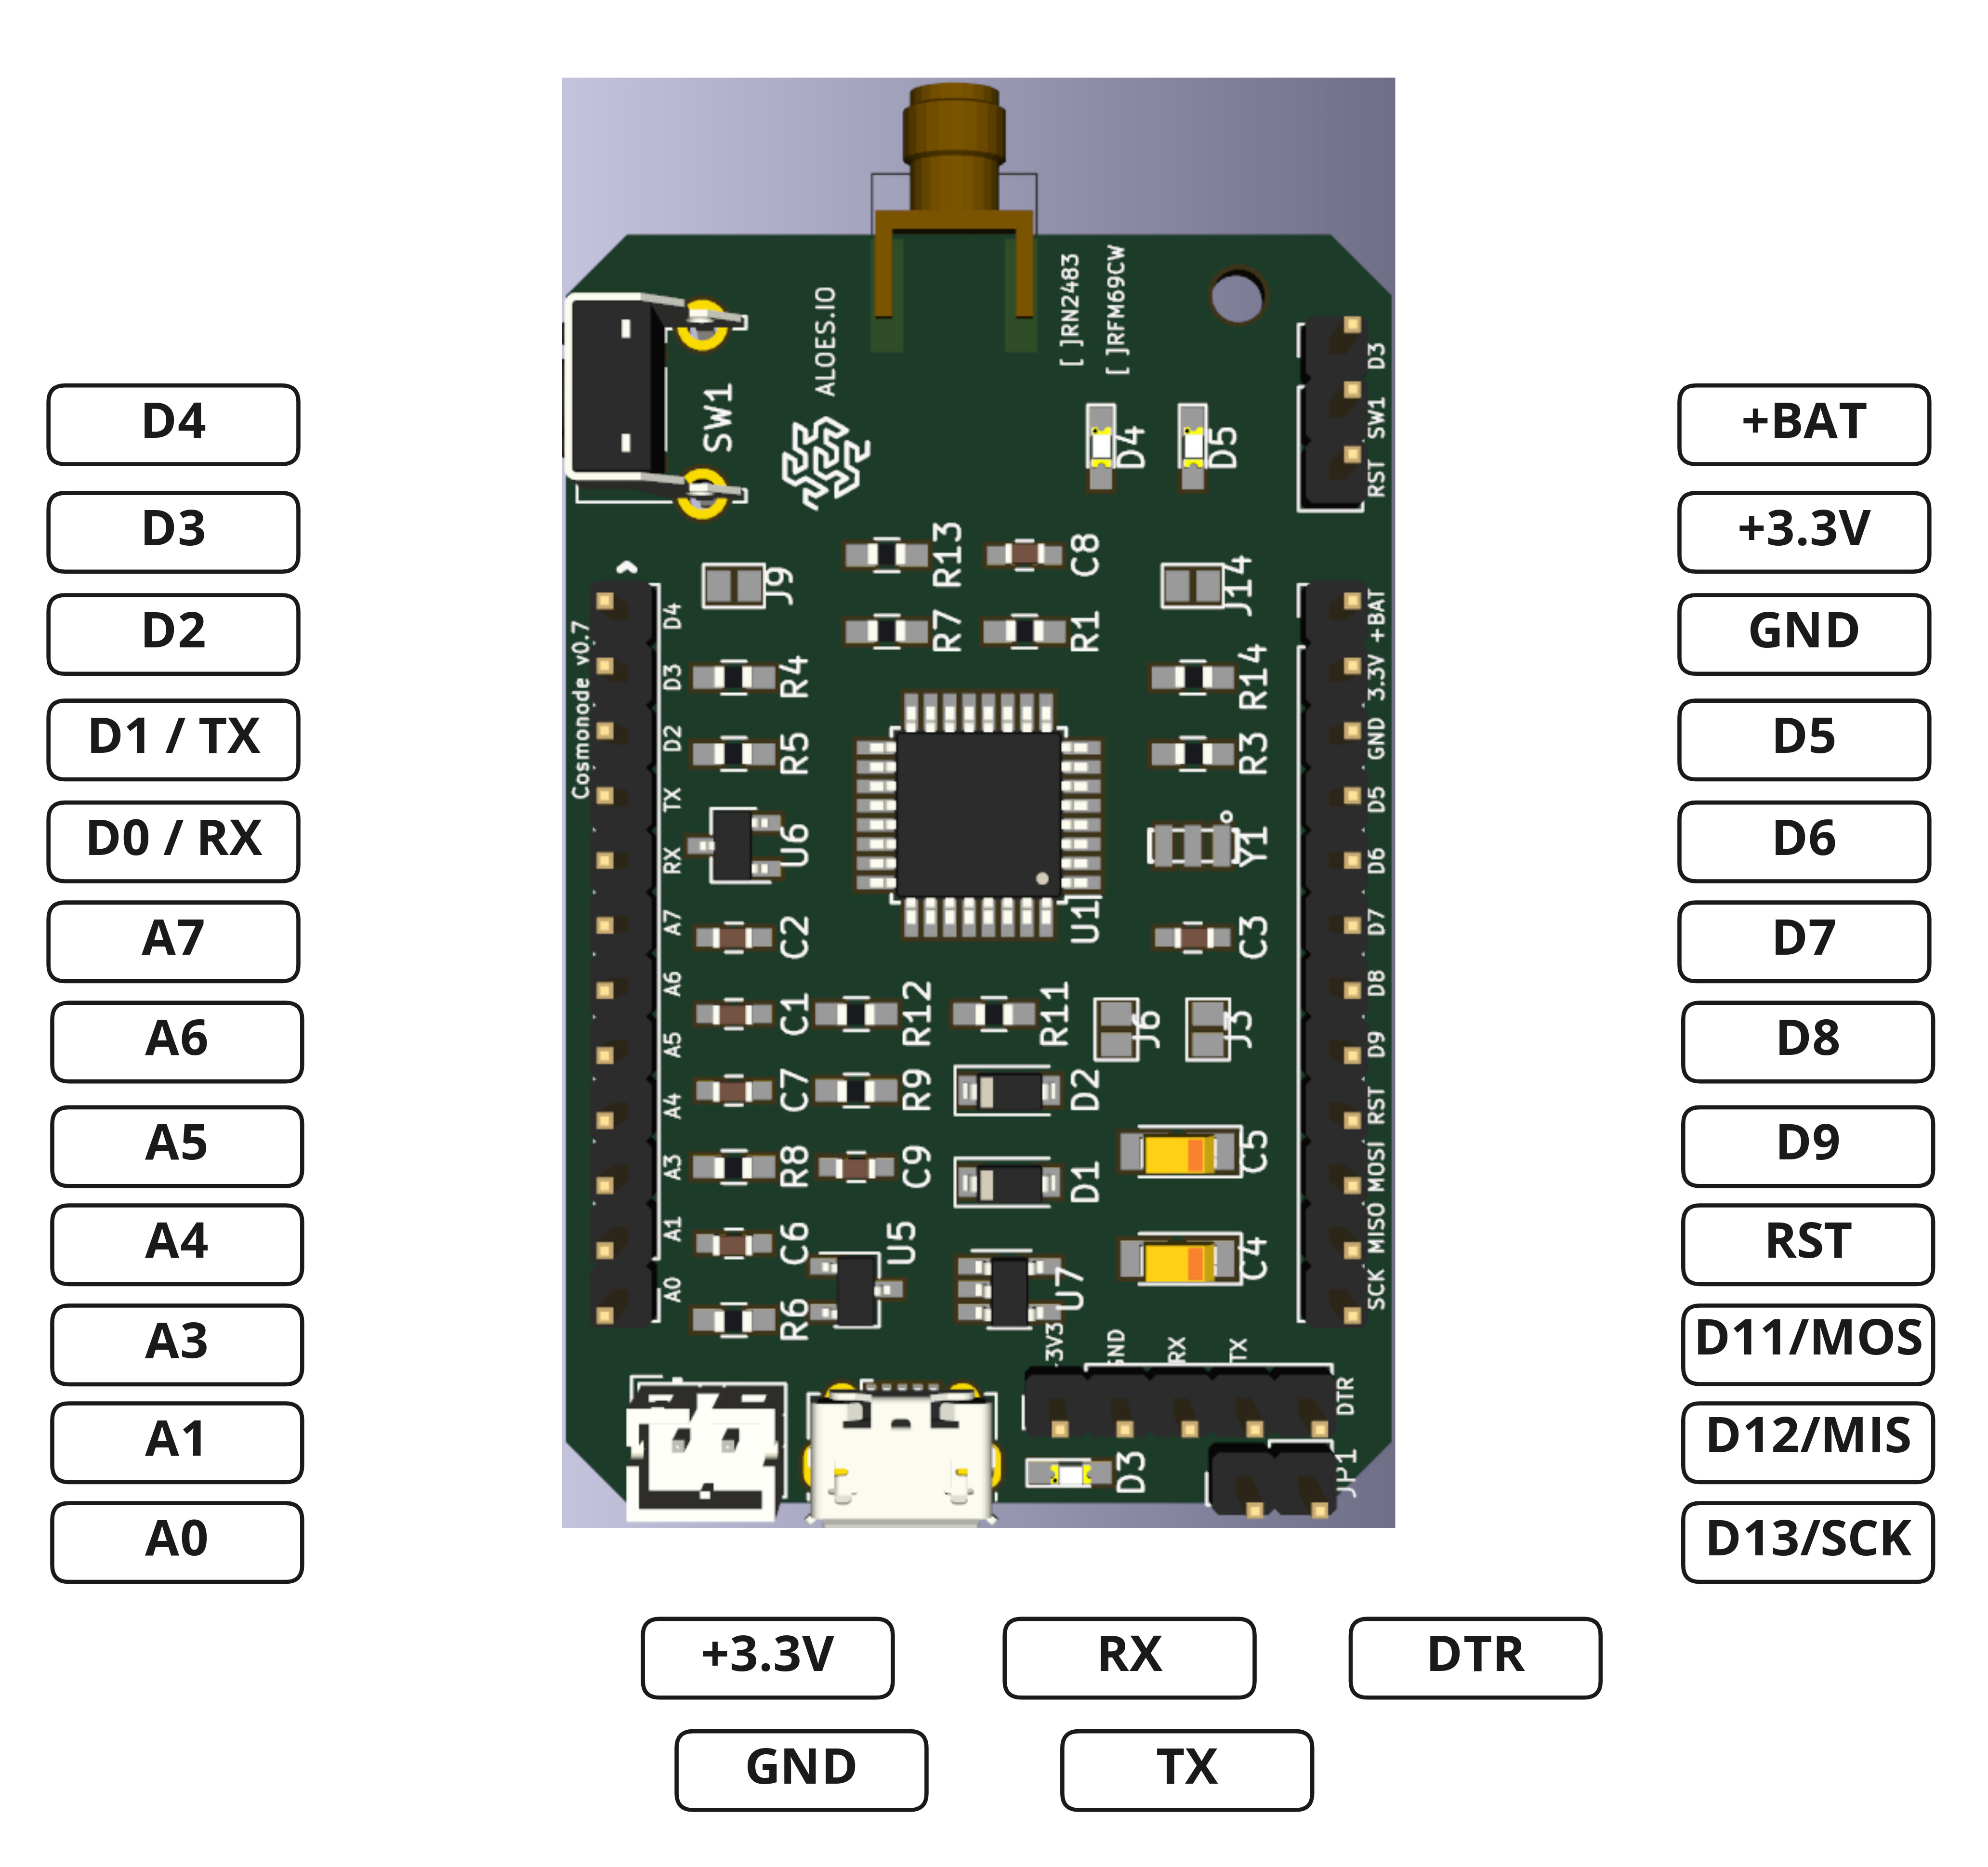 D4
D3
D2
D1 / TX
D0 / RX
A7
A6
A5
A4
A3
A1
A0
ALOES.IO
[ ]RN2483
[ ]RFM69CW
SW1
D4
D5
D3
SW1
RST
R13
C8
J9
J14
R7
R1
Cosmonode v0.7
D4
D3
D2
TX
RX
A7
A6
A5
A4
A3
A1
A0
R4
R14
R5
R3
U6
Y1
U1
C2
C3
C1
R12
R11
J6
J3
C7
R9
D2
C5
R8
C9
D1
C6
U5
C4
R6
U7
+BAT
3.3V
GND
D5
D6
D7
D8
D9
RST
MOSI
MISO
SCK
3V3
GND
RX
TX
DTR
D3
JP1
+BAT
+3.3V
GND
D5
D6
D7
D8
D9
RST
D11/MOS
D12/MIS
D13/SCK
+3.3V
RX
DTR
GND
TX